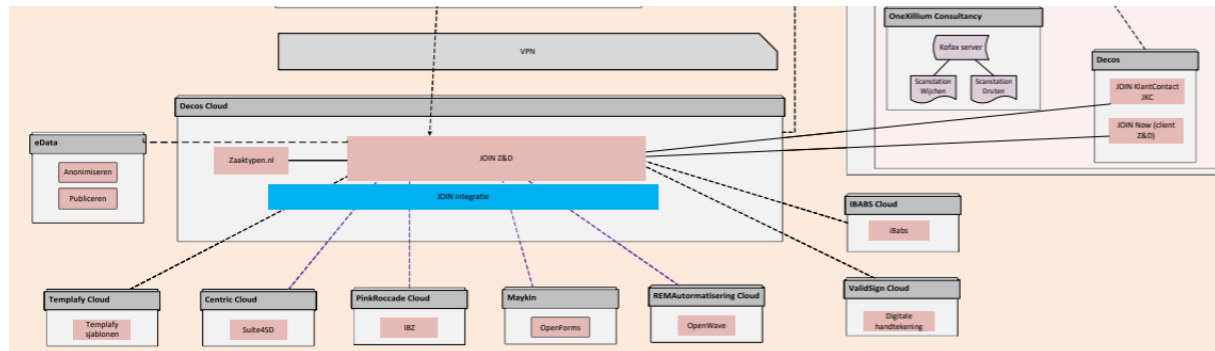 OneXillium Consultancy
Kofax server
Scanstation
Wijchen
Scanstation
Druten
Decos
JOIN KlantContact
JKC
JOIN Now (client
Z&D)
VPN
Decos Cloud
Zaaktypen.nl
JOIN Z&D
JOIN Integratie
eData
Anonimiseren
Publiceren
IBABS Cloud
iBabs
Templafy Cloud
Templafy
sjablonen
Centric Cloud
Suite4SD
PinkRoccade Cloud
IBZ
Maykin
OpenForms
REMAutormatisering Cloud
OpenWave
ValidSign Cloud
Digitale
handtekening